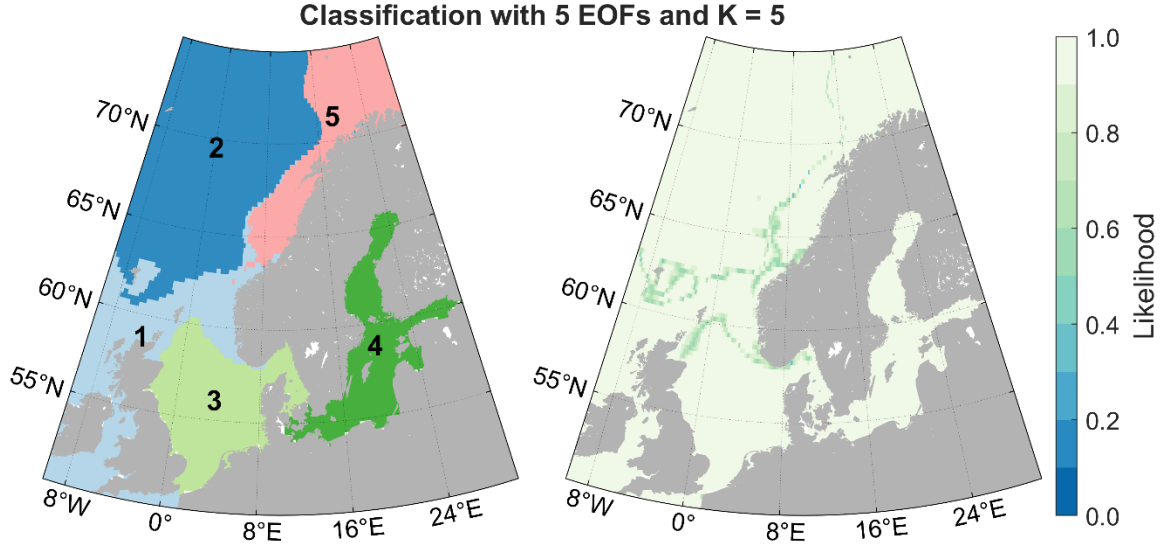 Classification with 5 EOFs and K = 5
70°N
65°N
60°N
55°N
8°W
0°
8°E
16°E
24°E
1
2
3
4
5
70°N
65°N
60°N
55°N
8°W
0°
8°E
16°E
24°E
1.0
0.8
0.6
0.4
0.2
0.0
Likelihood